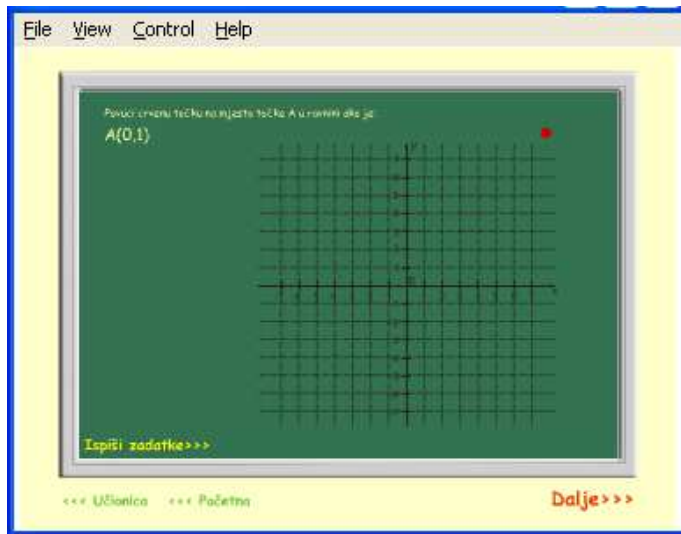 File View Control Help
Povuci crvenu točku na mjesto točke A u ravnini ako je
A(0,1)
Ispiši zadatke>>>
<<< Učionica <<< Početna
Dalje>>>